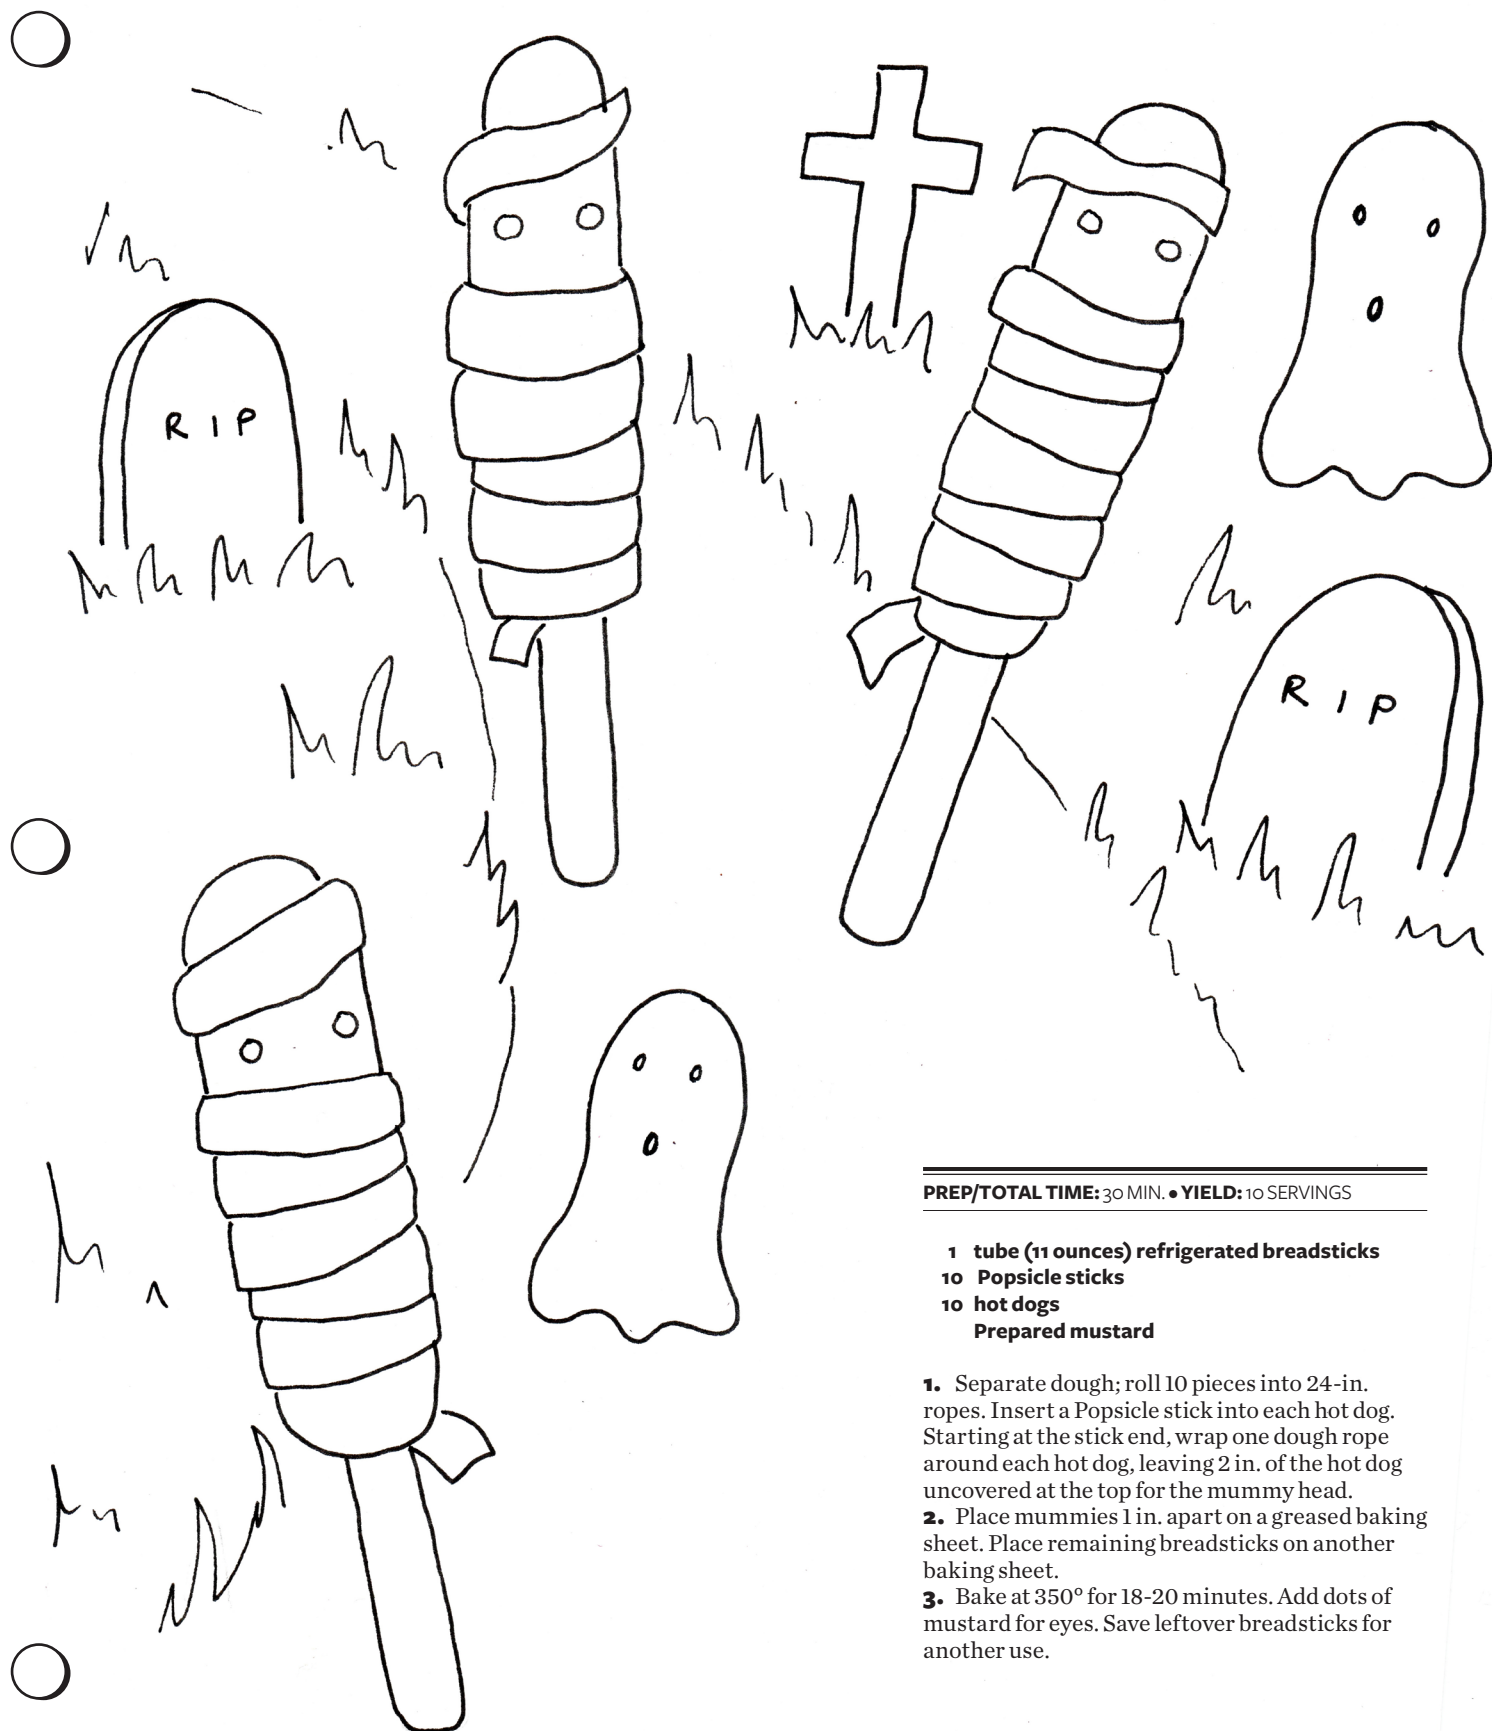 R I P
R I P
PREP/TOTAL TIME: 30 MIN. • YIELD: 10 SERVINGS
1 tube (11 ounces) refrigerated breadsticks
10 Popsicle sticks
10 hot dogs
Prepared mustard
1. Separate dough; roll 10 pieces into 24-in.
ropes. Insert a Popsicle stick into each hot dog.
Starting at the stick end, wrap one dough rope
around each hot dog, leaving 2 in. of the hot dog
uncovered at the top for the mummy head.
2. Place mummies 1 in. apart on a greased baking
sheet. Place remaining breadsticks on another
baking sheet.
3. Bake at 350° for 18-20 minutes. Add dots of
mustard for eyes. Save leftover breadsticks for
another use.